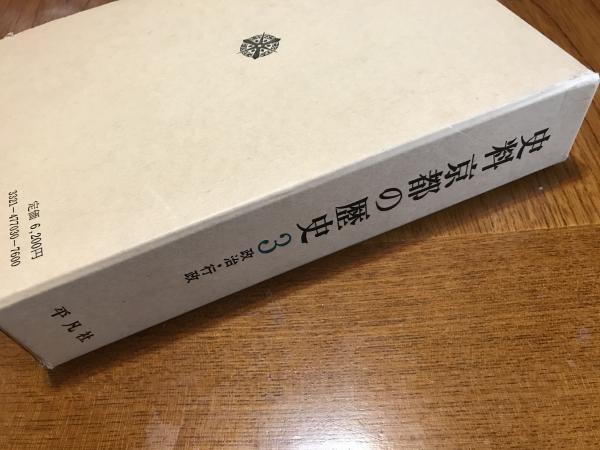 史料 京都の歴史 3 政治・行政
平凡社
定価 6,200円
3321-477030-7600